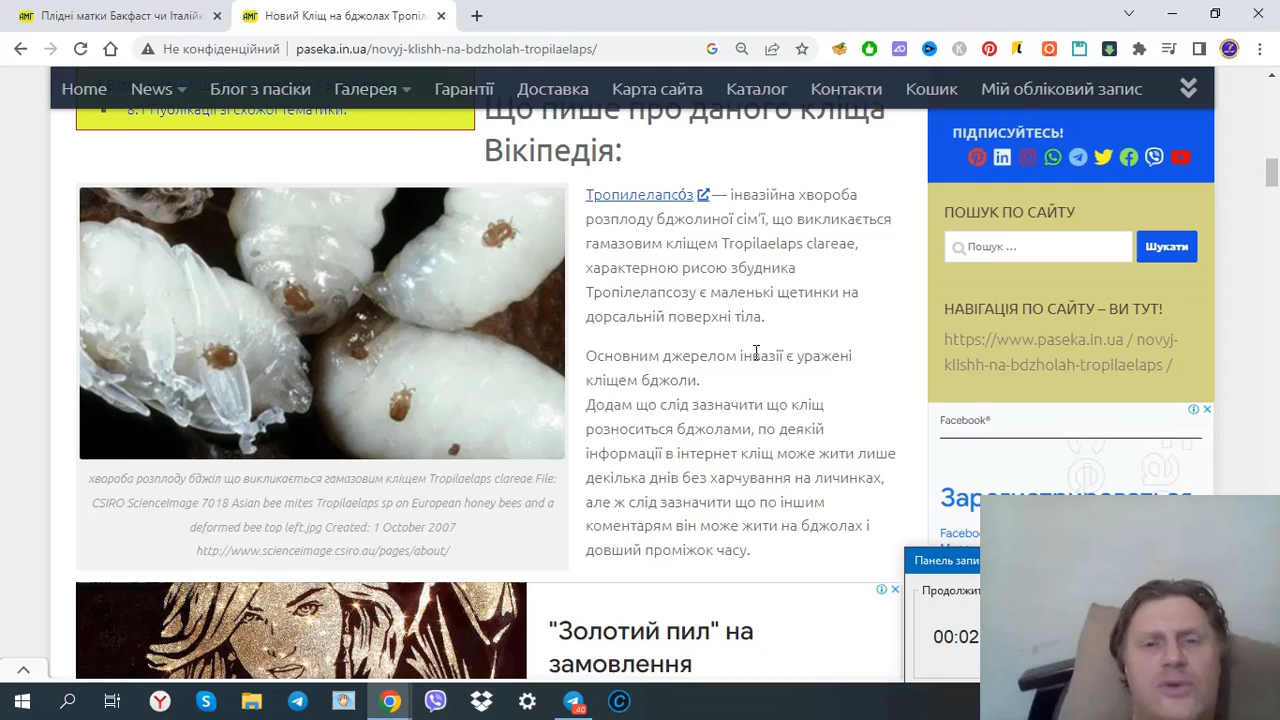 Плідні матки Бакфаст чи Італійк
Новий Кліщ на бджолах Тропіл
Не конфіденційний
paseka.in.ua/novyj-klishh-na-bdzholah-tropilaelaps/
Home
News
Блог з пасіки
Галерея
Гарантії
Доставка
Карта сайта
Каталог
Контакти
Кошик
Мій обліковий запис
8.1 Публікації зі схожої тематики.
Що пише про даного кліща
Вікіпедія:
Тропилелапсо́з — інвазійна хвороба
розплоду бджолиної сім’ї, що викликається
гамазовим кліщем Tropilaelaps clareae,
характерною рисою збудника
Тропілелапсозу є маленькі щетинки на
дорсальній поверхні тіла.
Основним джерелом інвазії є уражені
кліщем бджоли.
Додам що слід зазначити що кліщ
розноситься бджолами, по деякій
інформації в інтернет кліщ може жити лише
декілька днів без харчування на личинках,
але ж слід зазначити що по іншим
коментарям він може жити на бджолах і
довший проміжок часу.
хвороба розплоду бджіл що викликається гамазовим кліщем Tropilaelaps clareae File:
CSIRO ScienceImage 7018 Asian bee mites Tropilaelaps sp on European honey bees and a
deformed bee top left.jpg Created: 1 October 2007
http://www.scienceimage.csiro.au/pages/about/
ПІДПИСУЙТЕСЬ!
ПОШУК ПО САЙТУ
Пошук …
Шукати
НАВІГАЦІЯ ПО САЙТУ – ВИ ТУТ!
https://www.paseka.in.ua / novyj-
klishh-na-bdzholah-tropilaelaps /
Facebook®
Зарегистрироваться
Facebook
"Золотий пил" на
замовлення
Панель запи
Продолжит
00:02
40